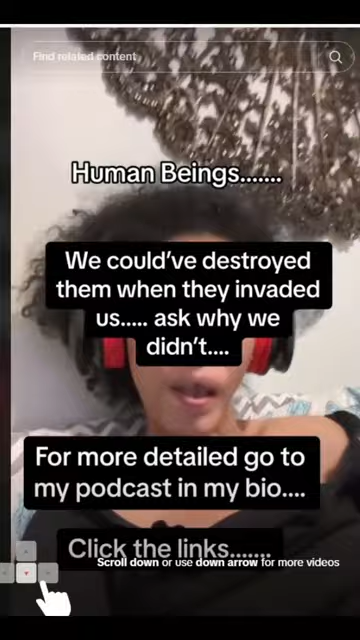 Find related content
Human Beings.......
We could've destroyed
them when they invaded
us..... ask why we
didn't....
For more detailed go to
my podcast in my bio....
Click the links.......
Scroll down or use down arrow for more videos